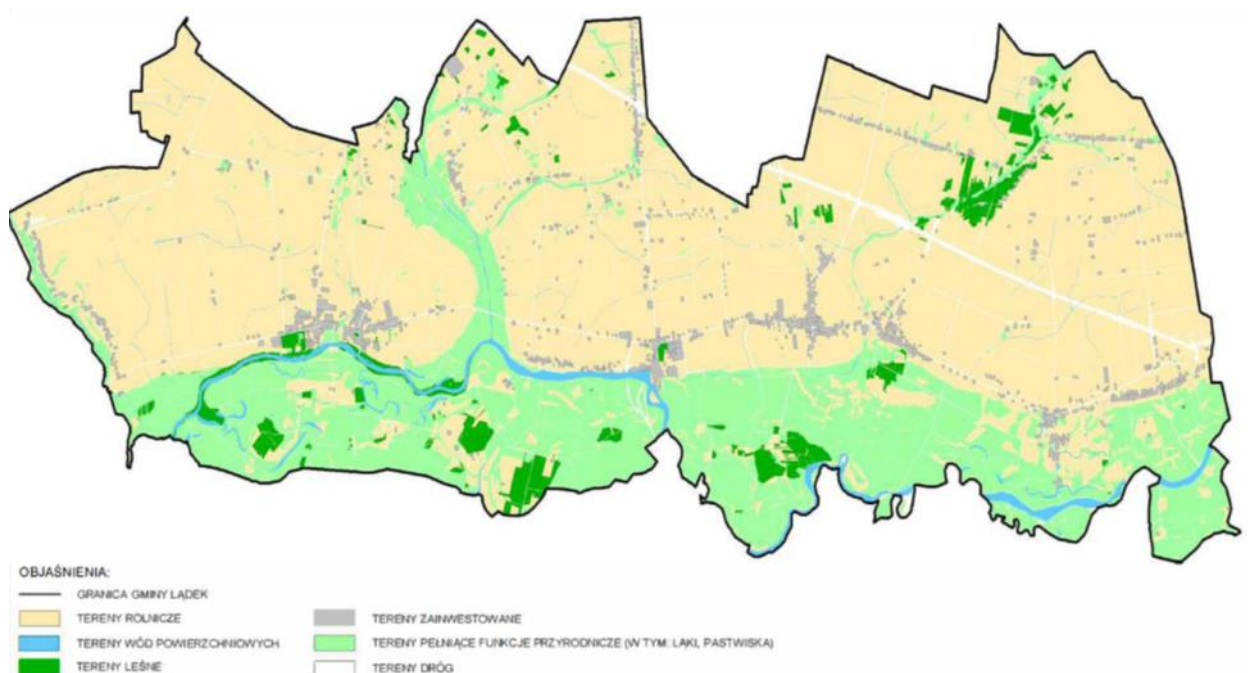 OBJAŚNIENIA:
GRANICA GMINY LĄDEK
TERENY ROLNICZE
TERENY WÓD POWIERZCHNIOWYCH
TERENY LEŚNE
TERENY ZAINWESTOWANE
TERENY PEŁNIĄCE FUNKCJE PRZYRODNICZE (W TYM: ŁĄKI, PASTWISKA)
TERENY DRÓG